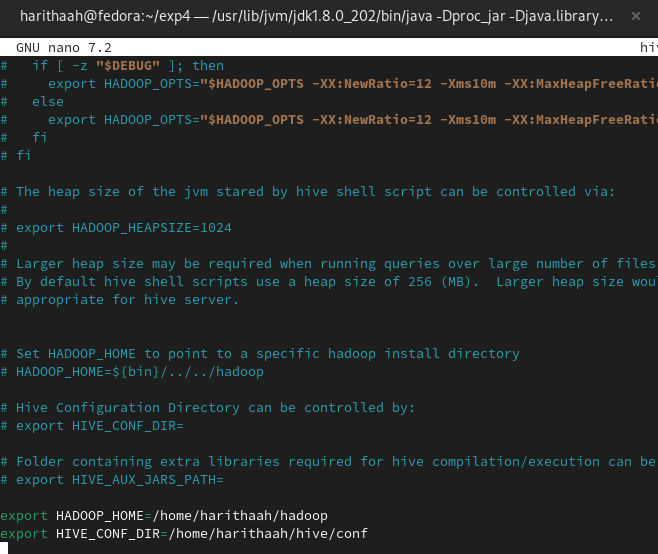 harithaah@fedora:~/exp4 — /usr/lib/jvm/jdk1.8.0_202/bin/java -Dproc_jar -Djava.library…
GNU nano 7.2 hi
#   if [ -z "$DEBUG" ]; then
#     export HADOOP_OPTS="$HADOOP_OPTS -XX:NewRatio=12 -Xms10m -XX:MaxHeapFreeRati
#   else
#     export HADOOP_OPTS="$HADOOP_OPTS -XX:NewRatio=12 -Xms10m -XX:MaxHeapFreeRati
#   fi
# fi
# The heap size of the jvm stared by hive shell script can be controlled via:
#
# export HADOOP_HEAPSIZE=1024
#
# Larger heap size may be required when running queries over large number of files
# By default hive shell scripts use a heap size of 256 (MB).  Larger heap size wou
# appropriate for hive server.
# Set HADOOP_HOME to point to a specific hadoop install directory
# HADOOP_HOME=${bin}/../../hadoop
# Hive Configuration Directory can be controlled by:
# export HIVE_CONF_DIR=
# Folder containing extra libraries required for hive compilation/execution can be
# export HIVE_AUX_JARS_PATH=
export HADOOP_HOME=/home/harithaah/hadoop
export HIVE_CONF_DIR=/home/harithaah/hive/conf